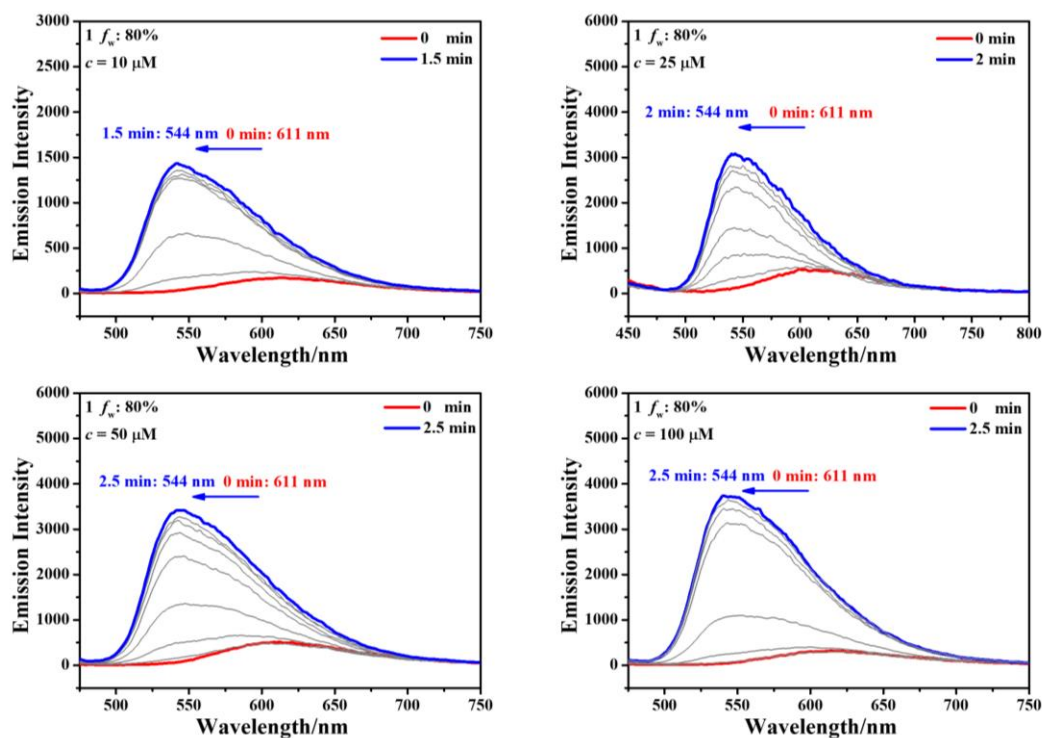 1 fw: 80%
c = 10 μM
0 min
1.5 min
1.5 min: 544 nm 0 min: 611 nm
Emission Intensity
3000
2500
2000
1500
1000
500
0
500 550 600 650 700 750
Wavelength/nm
1 fw: 80%
c = 25 μM
0 min
2 min
2 min: 544 nm 0 min: 611 nm
Emission Intensity
6000
5000
4000
3000
2000
1000
0
450 500 550 600 650 700 750 800
Wavelength/nm
1 fw: 80%
c = 50 μM
0 min
2.5 min
2.5 min: 544 nm 0 min: 611 nm
Emission Intensity
6000
5000
4000
3000
2000
1000
0
500 550 600 650 700 750
Wavelength/nm
1 fw: 80%
c = 100 μM
0 min
2.5 min
2.5 min: 544 nm 0 min: 611 nm
Emission Intensity
6000
5000
4000
3000
2000
1000
0
500 550 600 650 700 750
Wavelength/nm